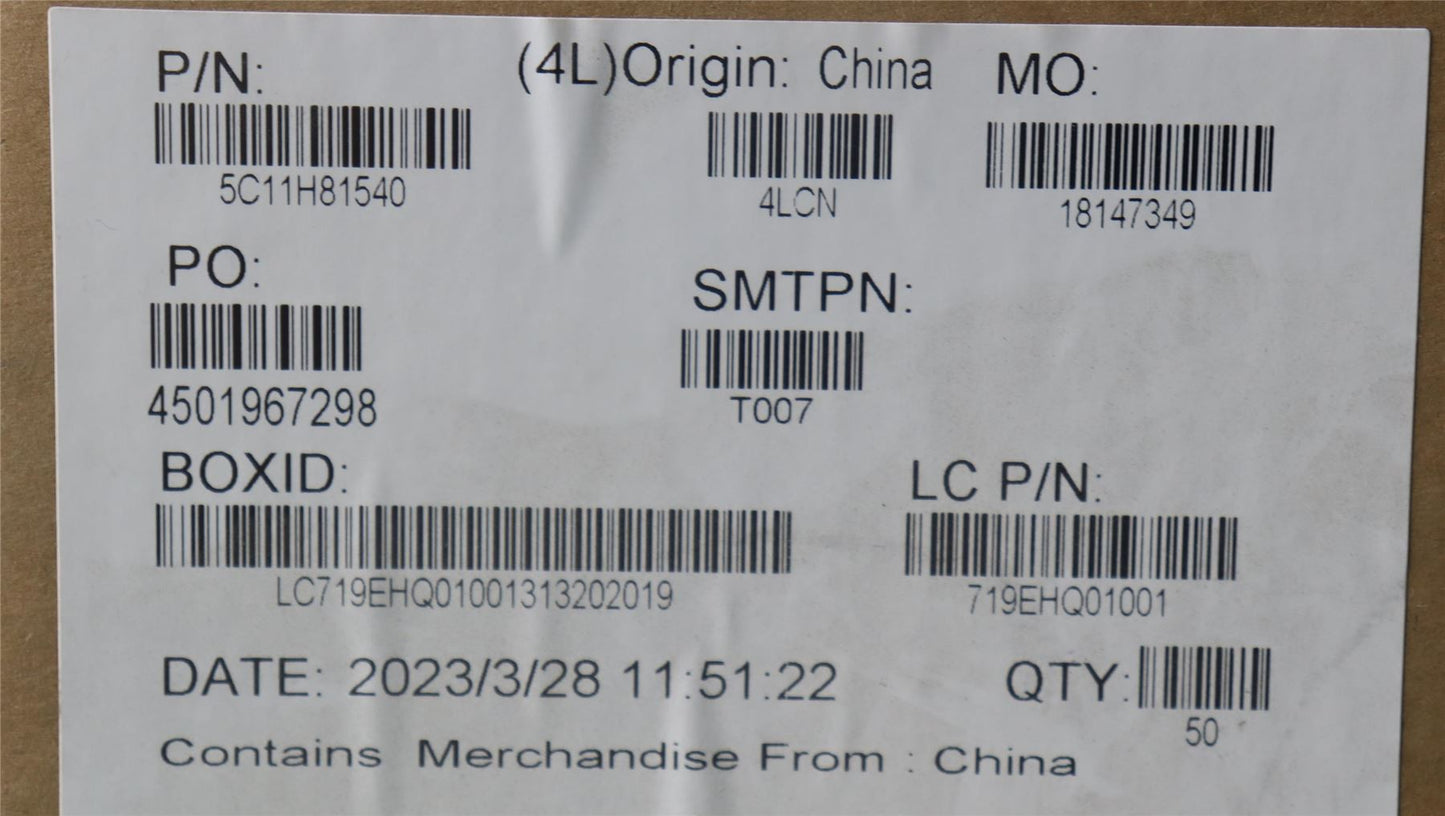 P/N: (4L)Origin: China MO:
5C11H81540 4LCN 18147349
PO: SMTPN:
4501967298 T007
BOXID: LC P/N:
LC719EHQ01001313202019 719EHQ01001
DATE: 2023/3/28 11:51:22 QTY:
50
Contains Merchandise From : China